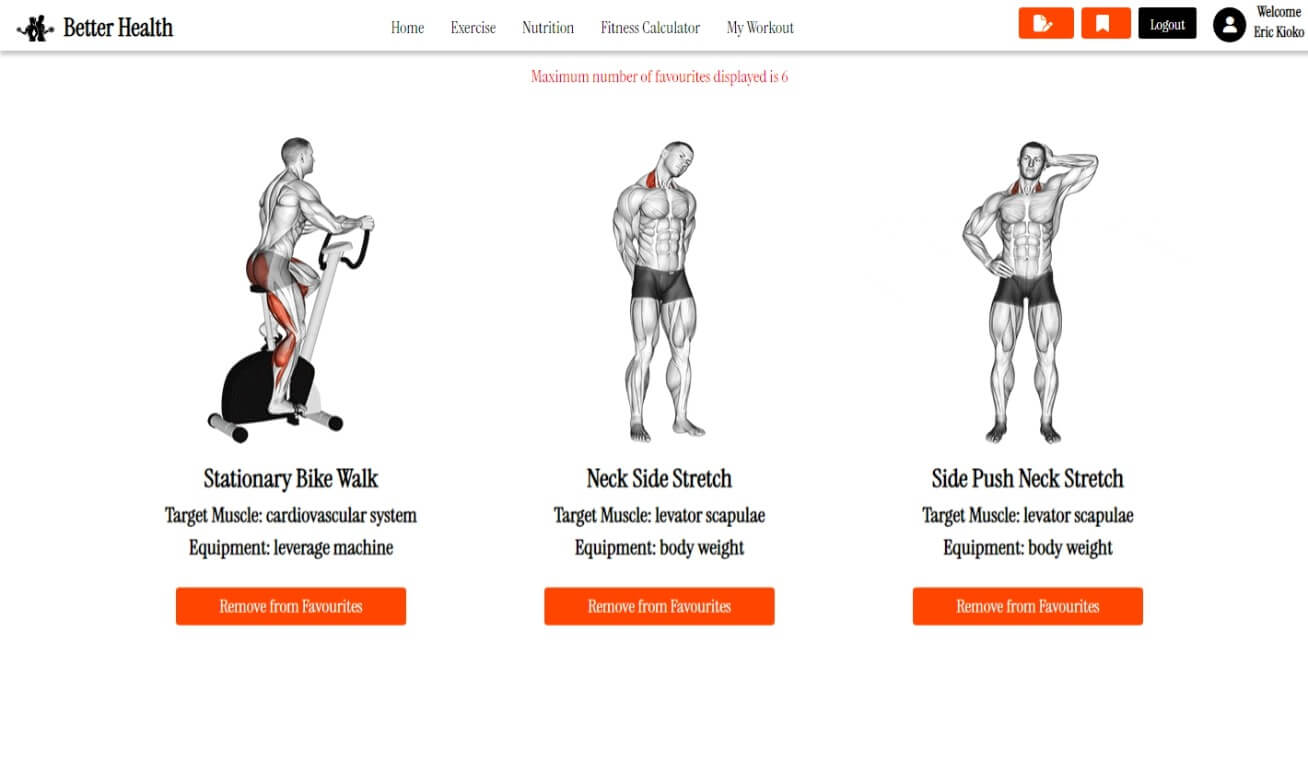 Better Health
Home
Exercise
Nutrition
Fitness Calculator
My Workout
Logout
Welcome
Eric Kioko
Maximum number of favourites displayed is 6
Stationary Bike Walk
Target Muscle: cardiovascular system
Equipment: leverage machine
Remove from Favourites
Neck Side Stretch
Target Muscle: levator scapulae
Equipment: body weight
Remove from Favourites
Side Push Neck Stretch
Target Muscle: levator scapulae
Equipment: body weight
Remove from Favourites